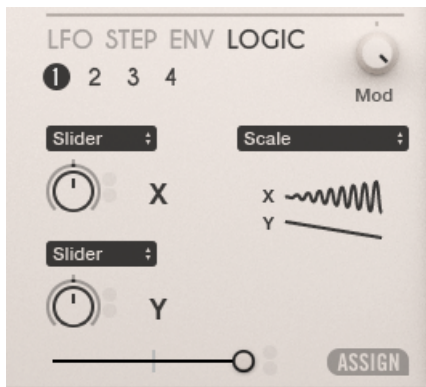 LFO STEP ENV LOGIC
1 2 3 4
Mod
Slider
Scale
X
X
Y
Slider
Y
ASSIGN